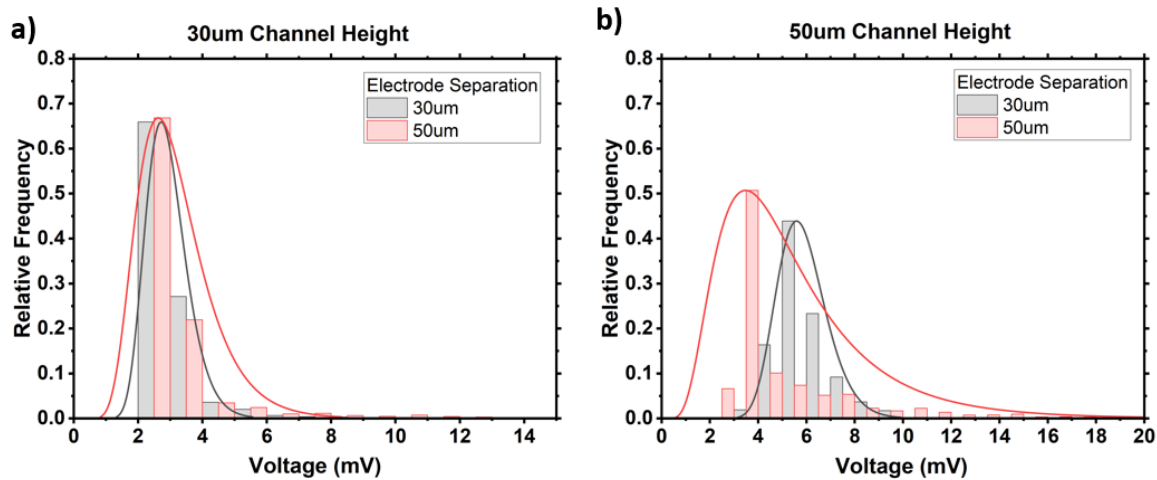 a)
30um Channel Height
Electrode Separation
30um
50um
0.8
0.7
0.6
0.5
0.4
0.3
0.2
0.1
0.0
Relative Frequency
0 2 4 6 8 10 12 14
Voltage (mV)
b)
50um Channel Height
Electrode Separation
30um
50um
0.8
0.7
0.6
0.5
0.4
0.3
0.2
0.1
0.0
Relative Frequency
0 2 4 6 8 10 12 14 16 18 20
Voltage (mV)